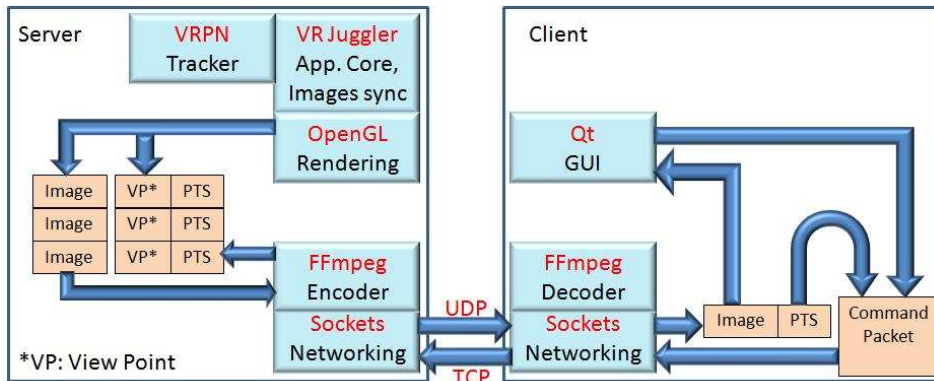 Server
VRPN
Tracker
VR Juggler
App. Core,
Images sync
OpenGL
Rendering
Image
VP*
PTS
Image
VP*
PTS
Image
VP*
PTS
FFmpeg
Encoder
Sockets
Networking
*VP: View Point
UDP
TCP
Client
Qt
GUI
FFmpeg
Decoder
Sockets
Networking
Image
PTS
Command
Packet